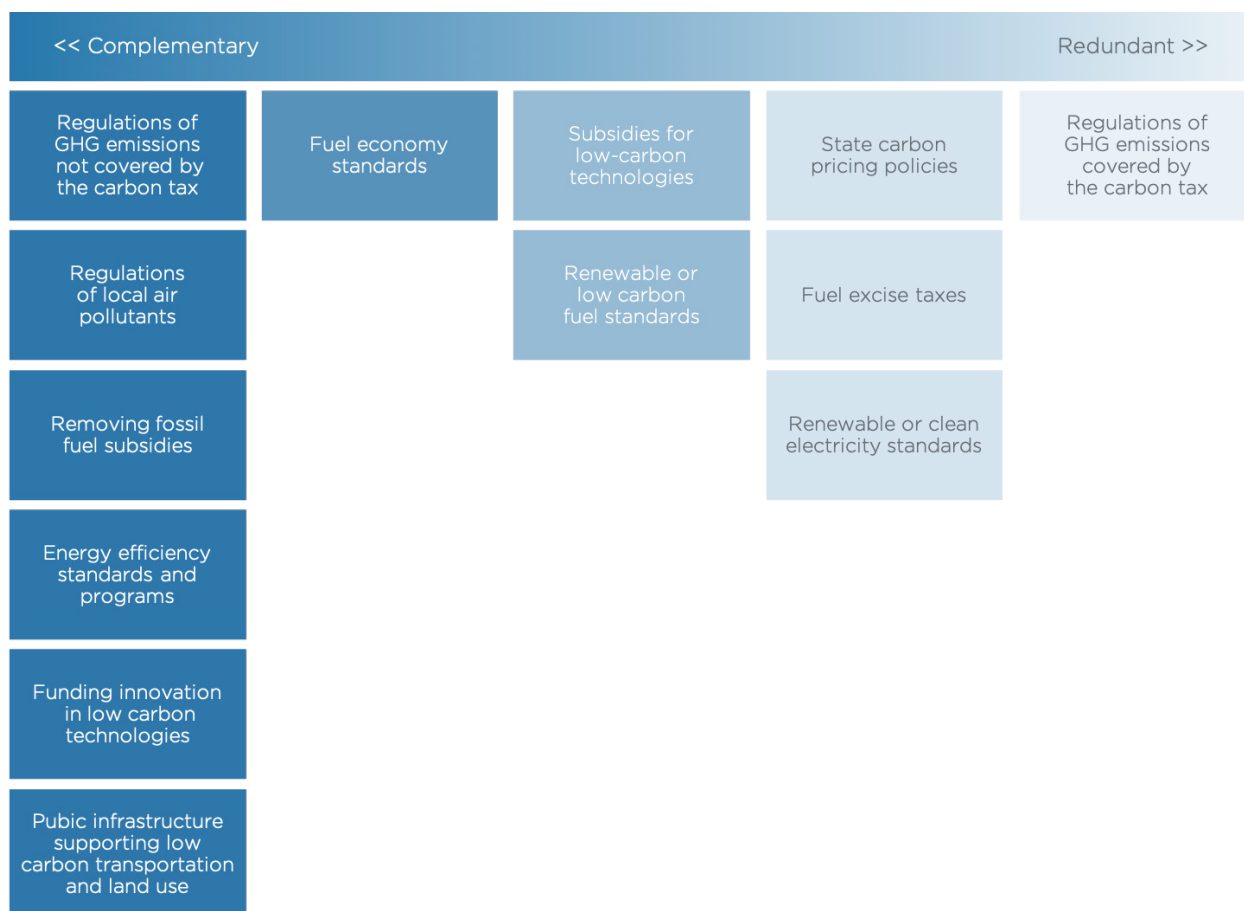 << Complementary
Redundant >>
Regulations of
GHG emissions
not covered by
the carbon tax
Fuel economy
standards
Subsidies for
low-carbon
technologies
State carbon
pricing policies
Regulations of
GHG emissions
covered by
the carbon tax
Regulations
of local air
pollutants
Renewable or
low carbon
fuel standards
Fuel excise taxes
Removing fossil
fuel subsidies
Renewable or clean
electricity standards
Energy efficiency
standards and
programs
Funding innovation
in low carbon
technologies
Pubic infrastructure
supporting low
carbon transportation
and land use